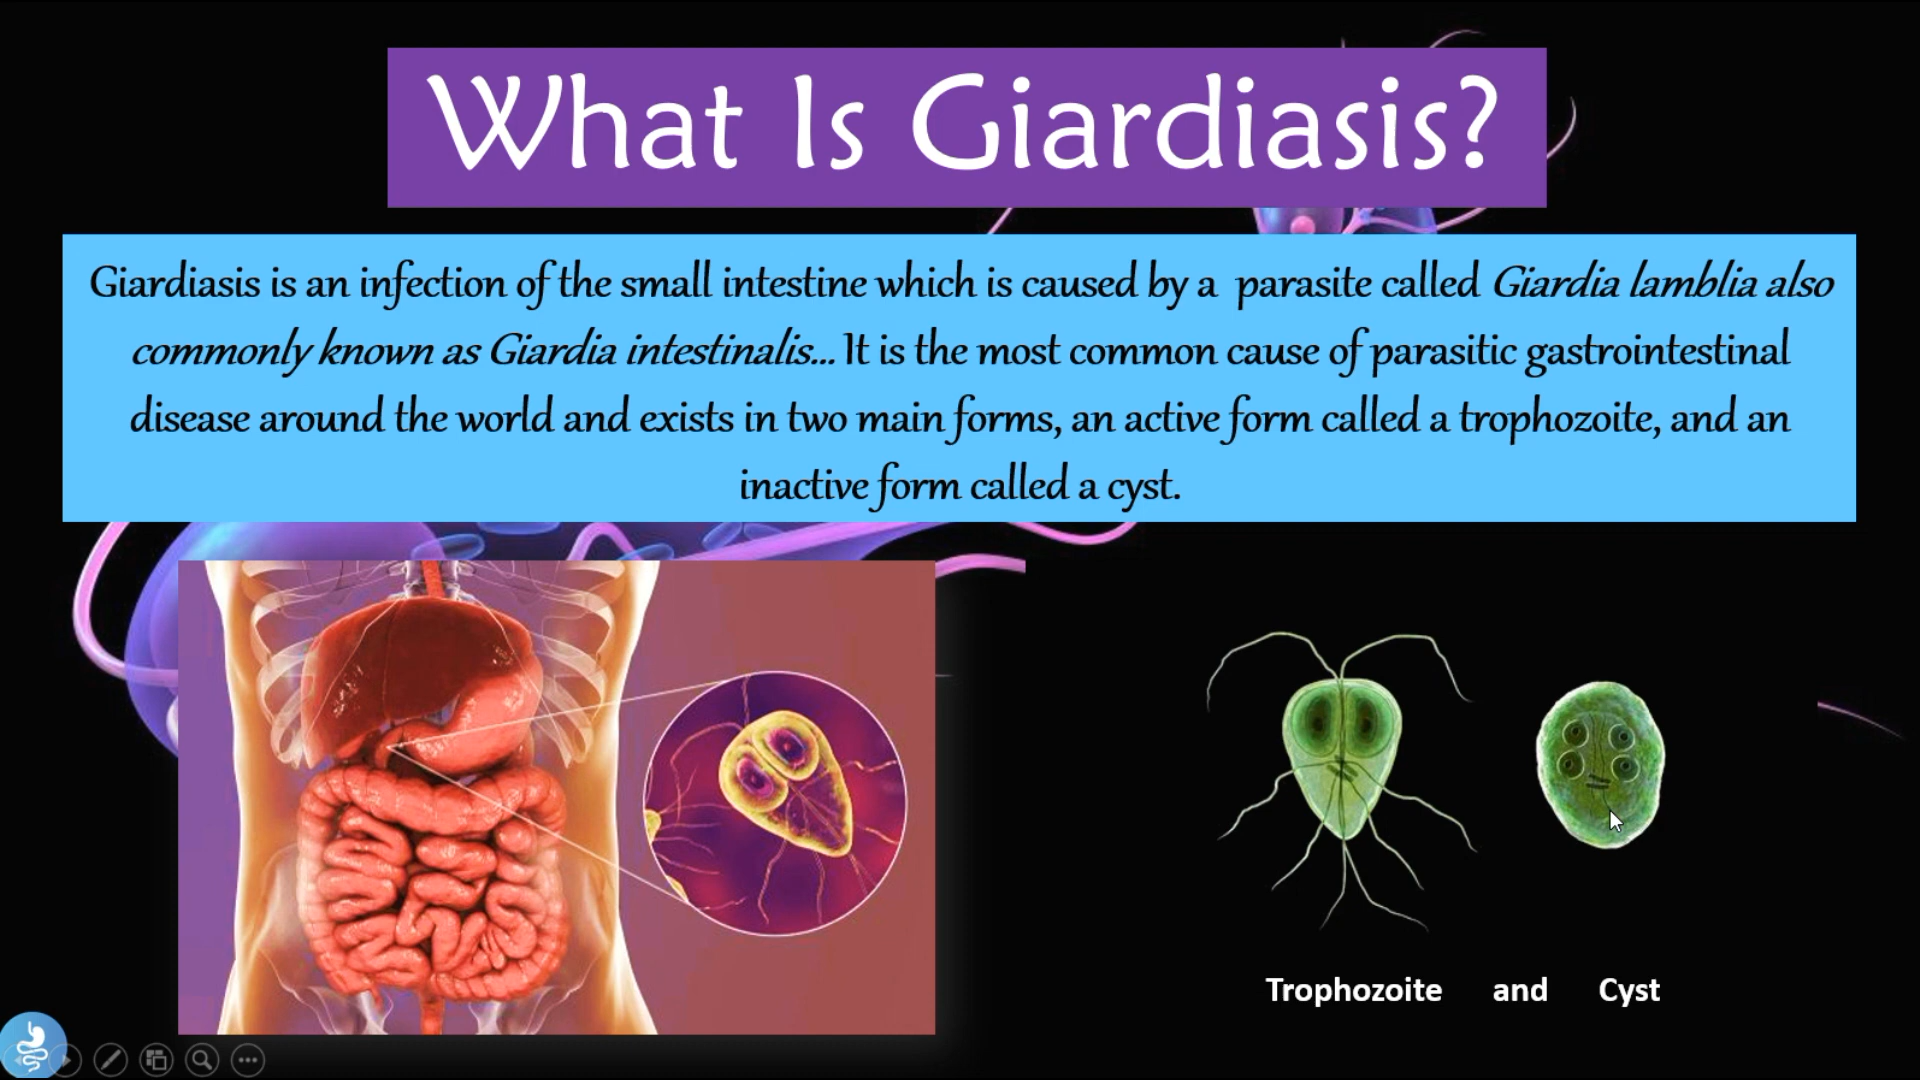 What Is Giardiasis?
Giardiasis is an infection of the small intestine which is caused by a parasite called Giardia lamblia also
commonly known as Giardia intestinalis... It is the most common cause of parasitic gastrointestinal
disease around the world and exists in two main forms, an active form called a trophozoite, and an
inactive form called a cyst.
Trophozoite and Cyst